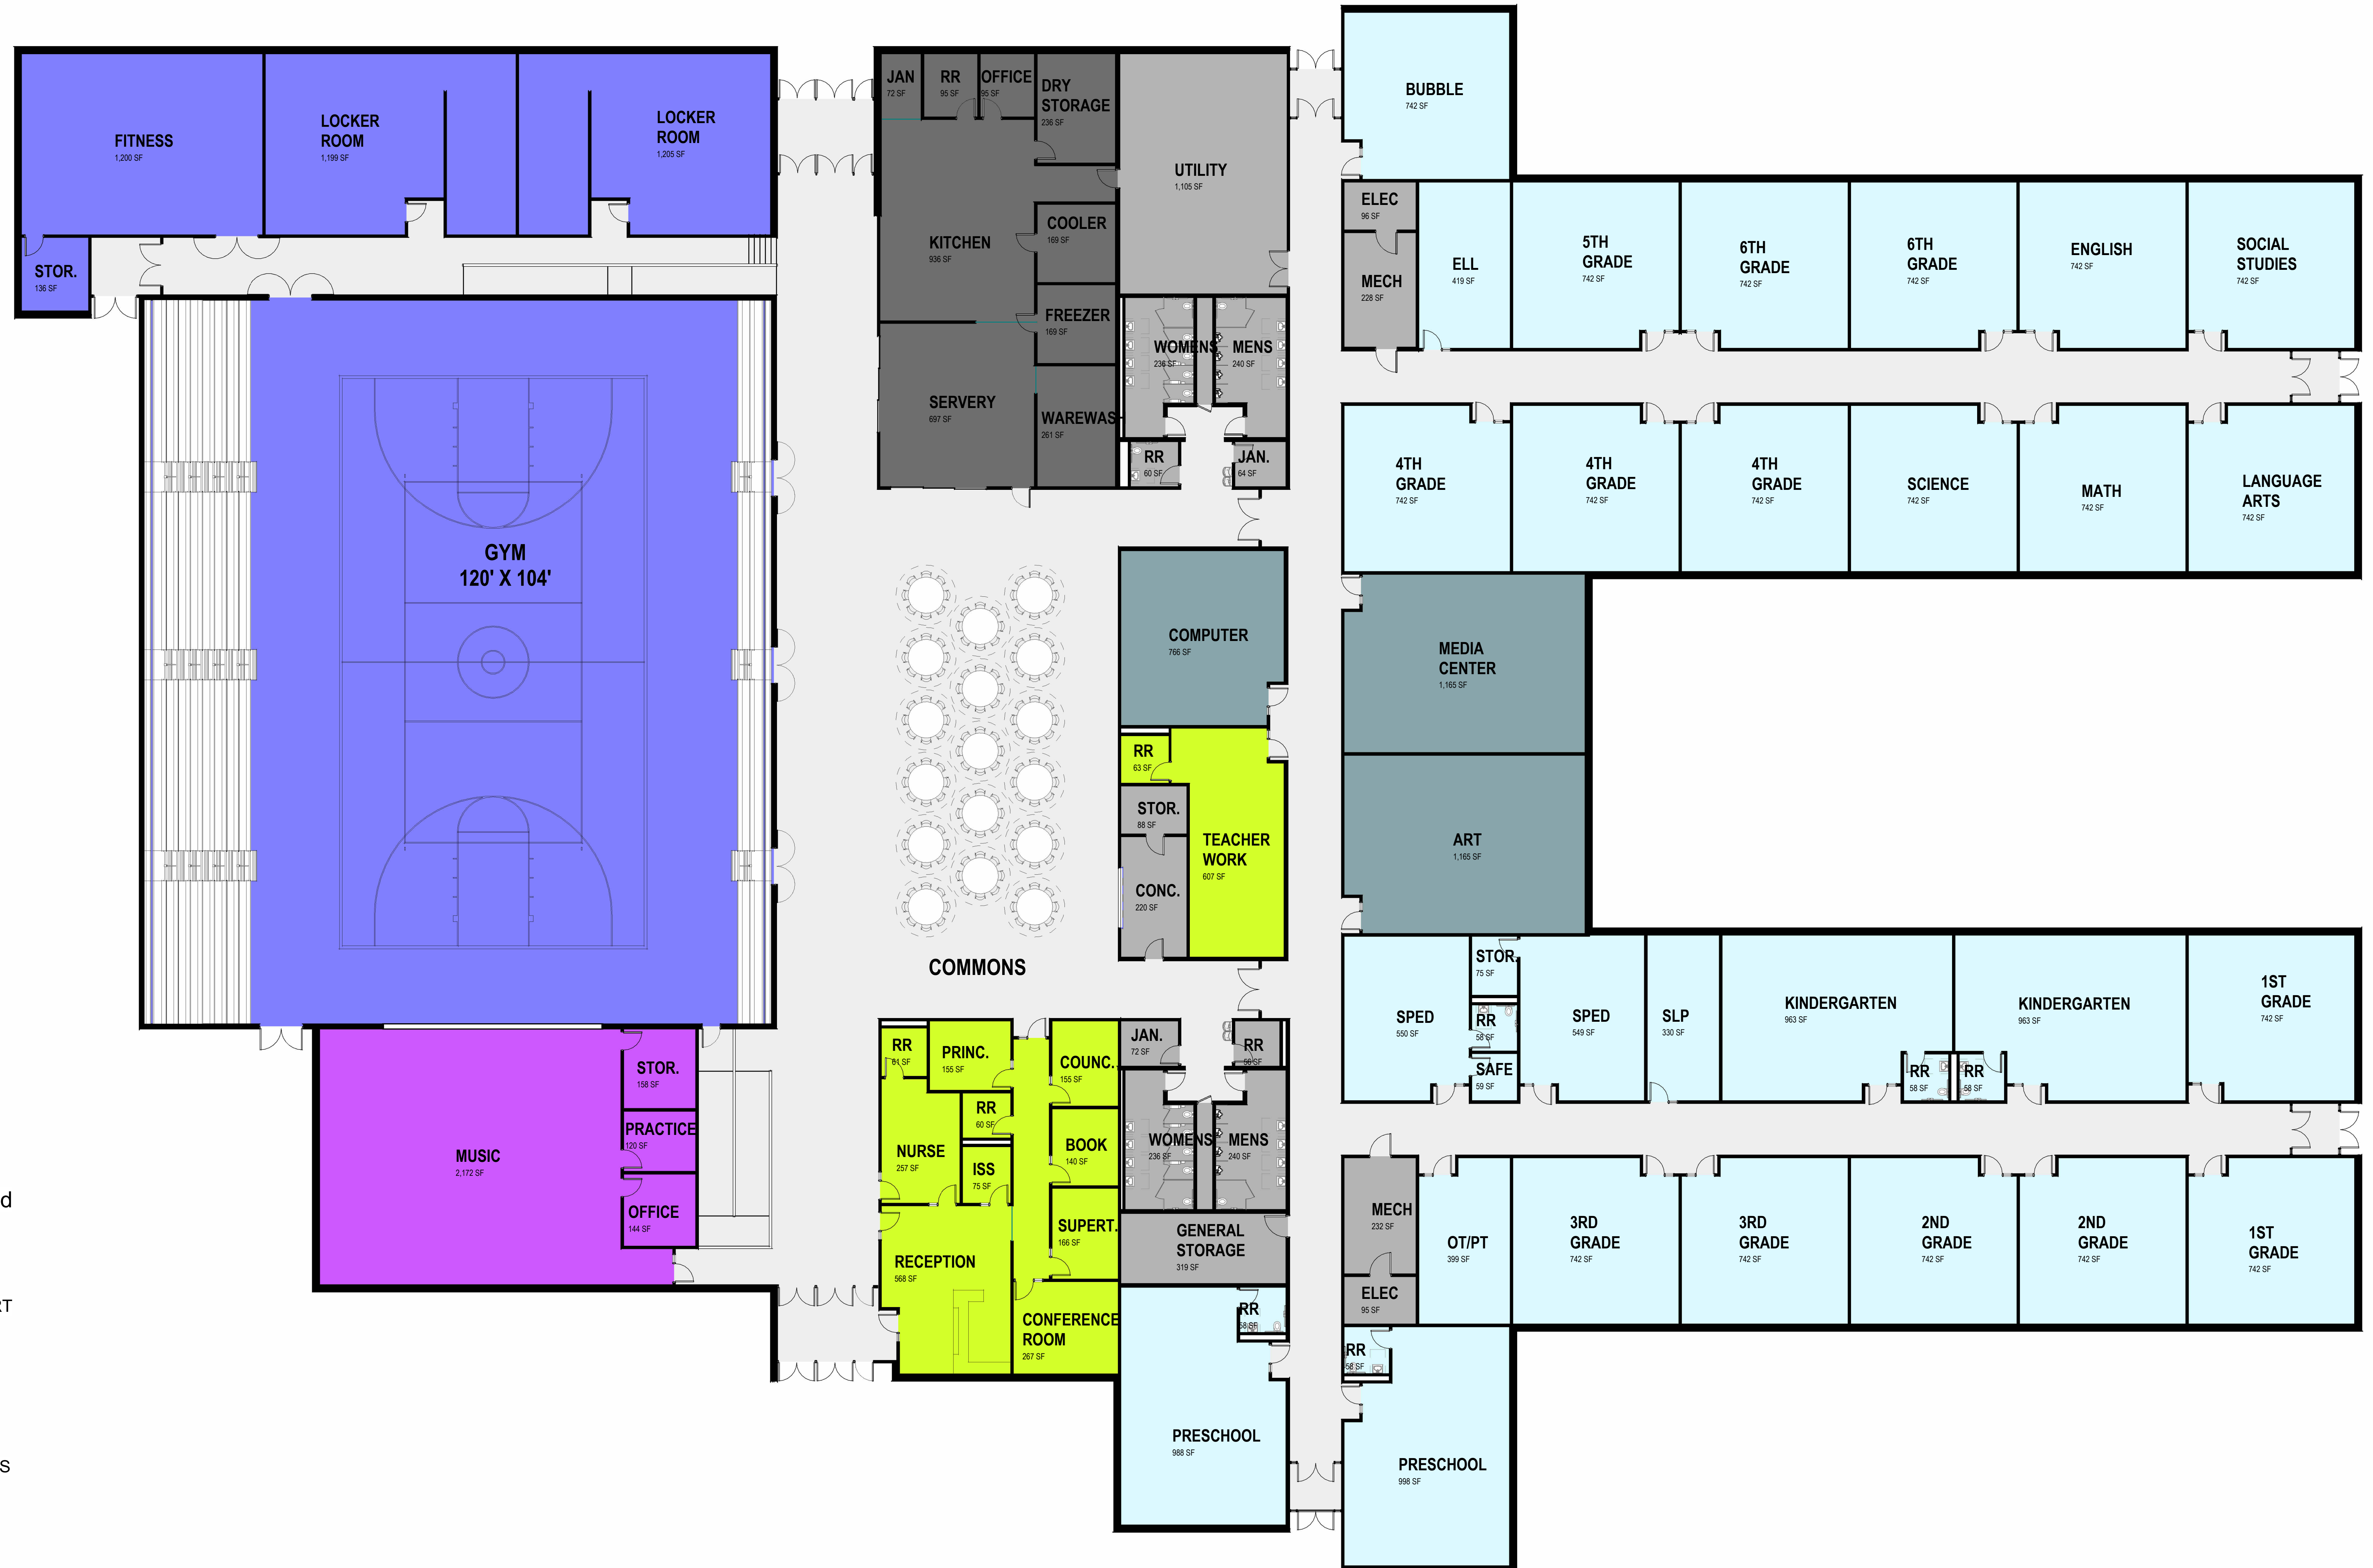 FITNESS
1,200 SF
LOCKER
ROOM
1,199 SF
LOCKER
ROOM
1,205 SF
STOR.
136 SF
GYM
120' X 104'
MUSIC
2,172 SF
STOR.
158 SF
PRACTICE
120 SF
OFFICE
144 SF
d
RT
S
JAN
72 SF
RR
95 SF
OFFICE
95 SF
DRY
STORAGE
236 SF
UTILITY
1,105 SF
KITCHEN
936 SF
COOLER
169 SF
FREEZER
169 SF
SERVERY
697 SF
WAREWAS
261 SF
WOMENS
236 SF
MENS
240 SF
RR
60 SF
JAN.
64 SF
COMPUTER
766 SF
RR
63 SF
STOR.
88 SF
TEACHER
WORK
607 SF
CONC.
220 SF
COMMONS
RR
61 SF
PRINC.
155 SF
COUNC.
155 SF
RR
60 SF
NURSE
257 SF
ISS
75 SF
BOOK
140 SF
SUPERT.
166 SF
RECEPTION
568 SF
CONFERENCE
ROOM
267 SF
JAN.
72 SF
RR
56 SF
WOMENS
236 SF
MENS
240 SF
GENERAL
STORAGE
319 SF
RR
58 SF
PRESCHOOL
988 SF
BUBBLE
742 SF
ELEC
96 SF
MECH
228 SF
ELL
419 SF
5TH
GRADE
742 SF
6TH
GRADE
742 SF
6TH
GRADE
742 SF
ENGLISH
742 SF
SOCIAL
STUDIES
742 SF
4TH
GRADE
742 SF
4TH
GRADE
742 SF
4TH
GRADE
742 SF
SCIENCE
742 SF
MATH
742 SF
LANGUAGE
ARTS
742 SF
MEDIA
CENTER
1,165 SF
ART
1,165 SF
SPED
550 SF
STOR.
75 SF
RR
58 SF
SAFE
59 SF
SPED
549 SF
SLP
330 SF
KINDERGARTEN
963 SF
RR
58 SF
RR
58 SF
KINDERGARTEN
963 SF
1ST
GRADE
742 SF
MECH
232 SF
ELEC
95 SF
OT/PT
399 SF
3RD
GRADE
742 SF
3RD
GRADE
742 SF
2ND
GRADE
742 SF
2ND
GRADE
742 SF
1ST
GRADE
742 SF
RR
58 SF
PRESCHOOL
998 SF